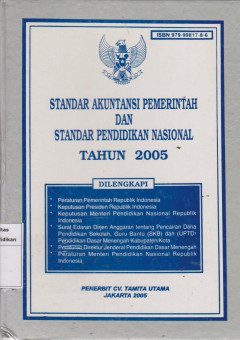 ISBN 979-99617-8-6
STANDAR AKUNTANSI PEMERINTAH
DAN
STANDAR PENDIDIKAN NASIONAL
TAHUN 2005
DILENGKAPI
Peraturan Pemerintah Republik Indonesia
Keputusan Presiden Republik Indonesia
Keputusan Menteri Pendidikan Nasional Republik
Indonesia
Surat Edaran Dirjen Anggaran tentang Pencairan Dana
Pendidikan Sekolah, Guru Bantu (SKB) dan (UPTD)
Pendidikan Dasar Menengah Kabupaten/Kota
Direktur Jenderal Pendidikan Dasar Menengah
Peraturan Menteri Pendidikan Nasional Republik
Indonesia
PENERBIT CV. TAMITA UTAMA
JAKARTA 2005